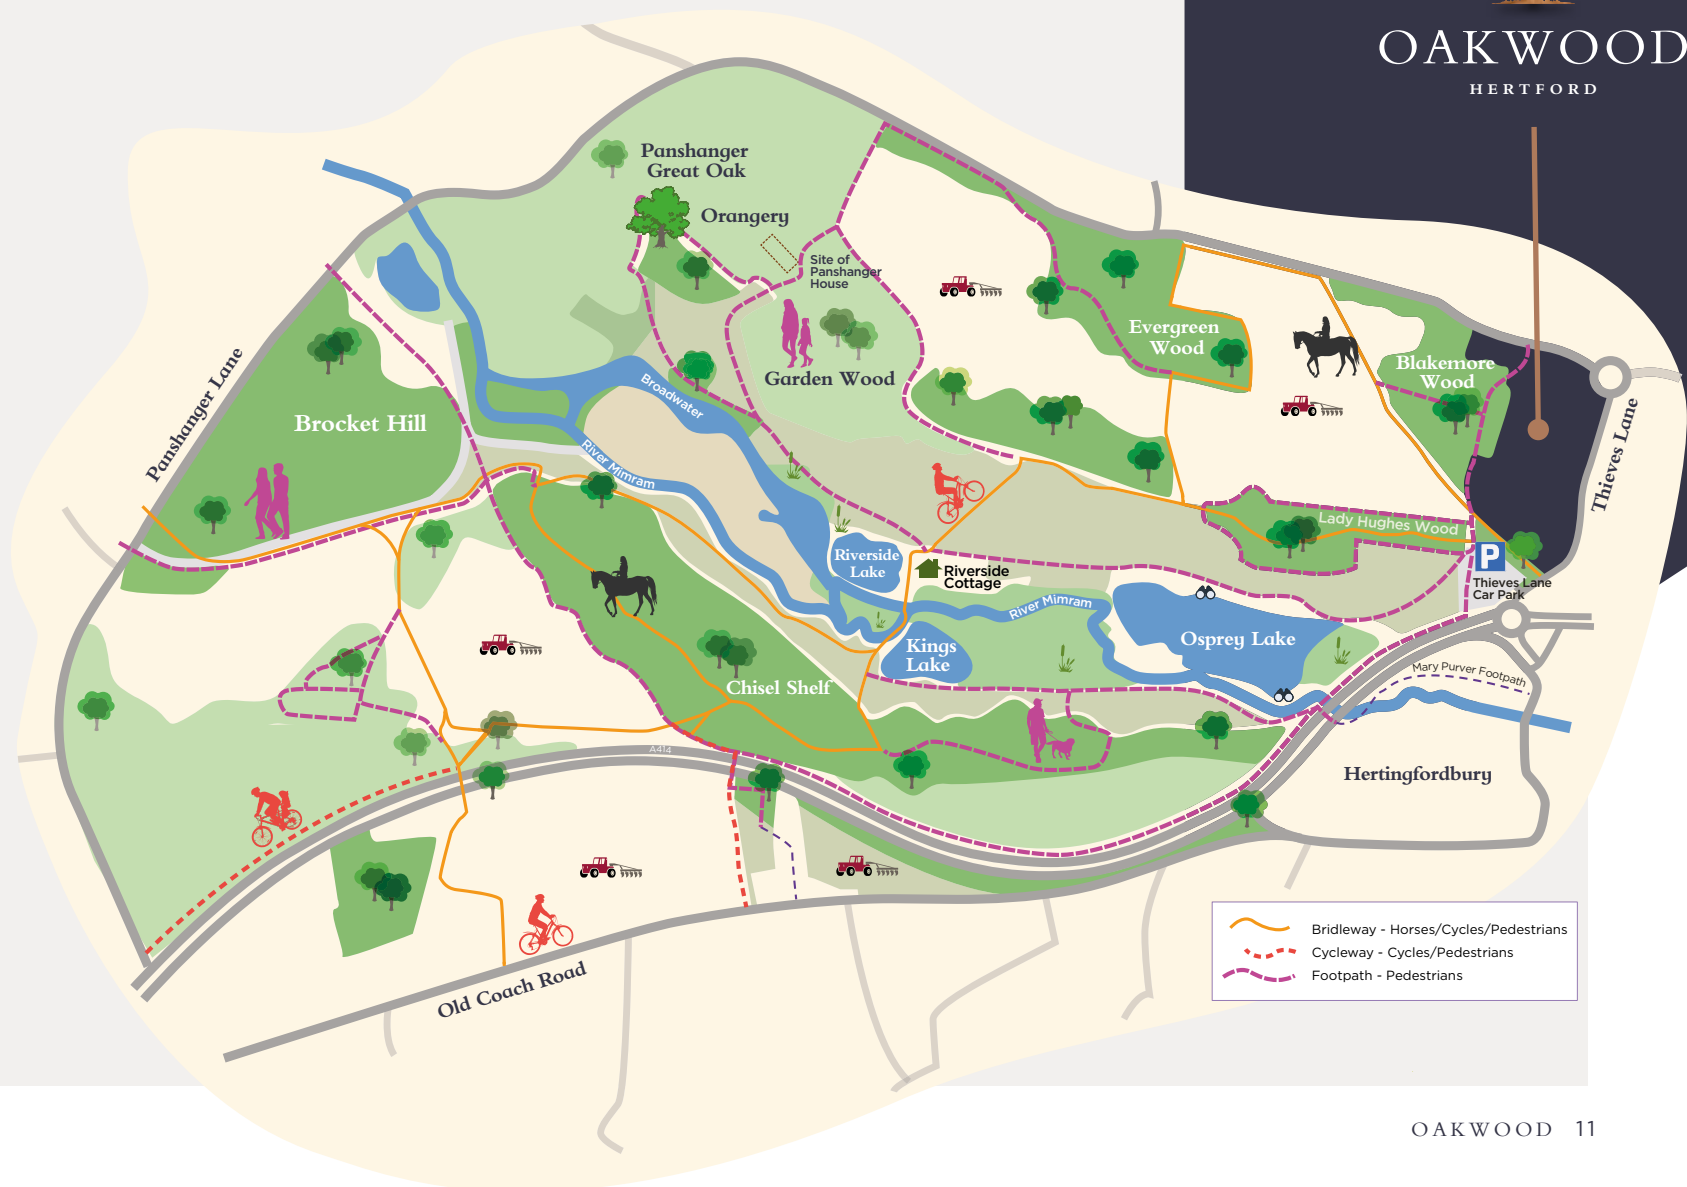 OAKWOOD
HERTFORD
Panshanger
Great Oak
Orangery
Site of
Panshanger
House
Evergreen
Wood
Blakemore
Wood
Garden Wood
Broadwater
Panshanger Lane
Brocket Hill
River Mimram
Thieves Lane
Lady Hughes Wood
Riverside
Lake
Riverside
Cottage
P
Thieves Lane
Car Park
River Mimram
Kings
Lake
Osprey Lake
Mary Purver Footpath
Chisel Shelf
A414
Hertingfordbury
Old Coach Road
Bridleway - Horses/Cycles/Pedestrians
Cycleway - Cycles/Pedestrians
Footpath - Pedestrians
OAKWOOD 11